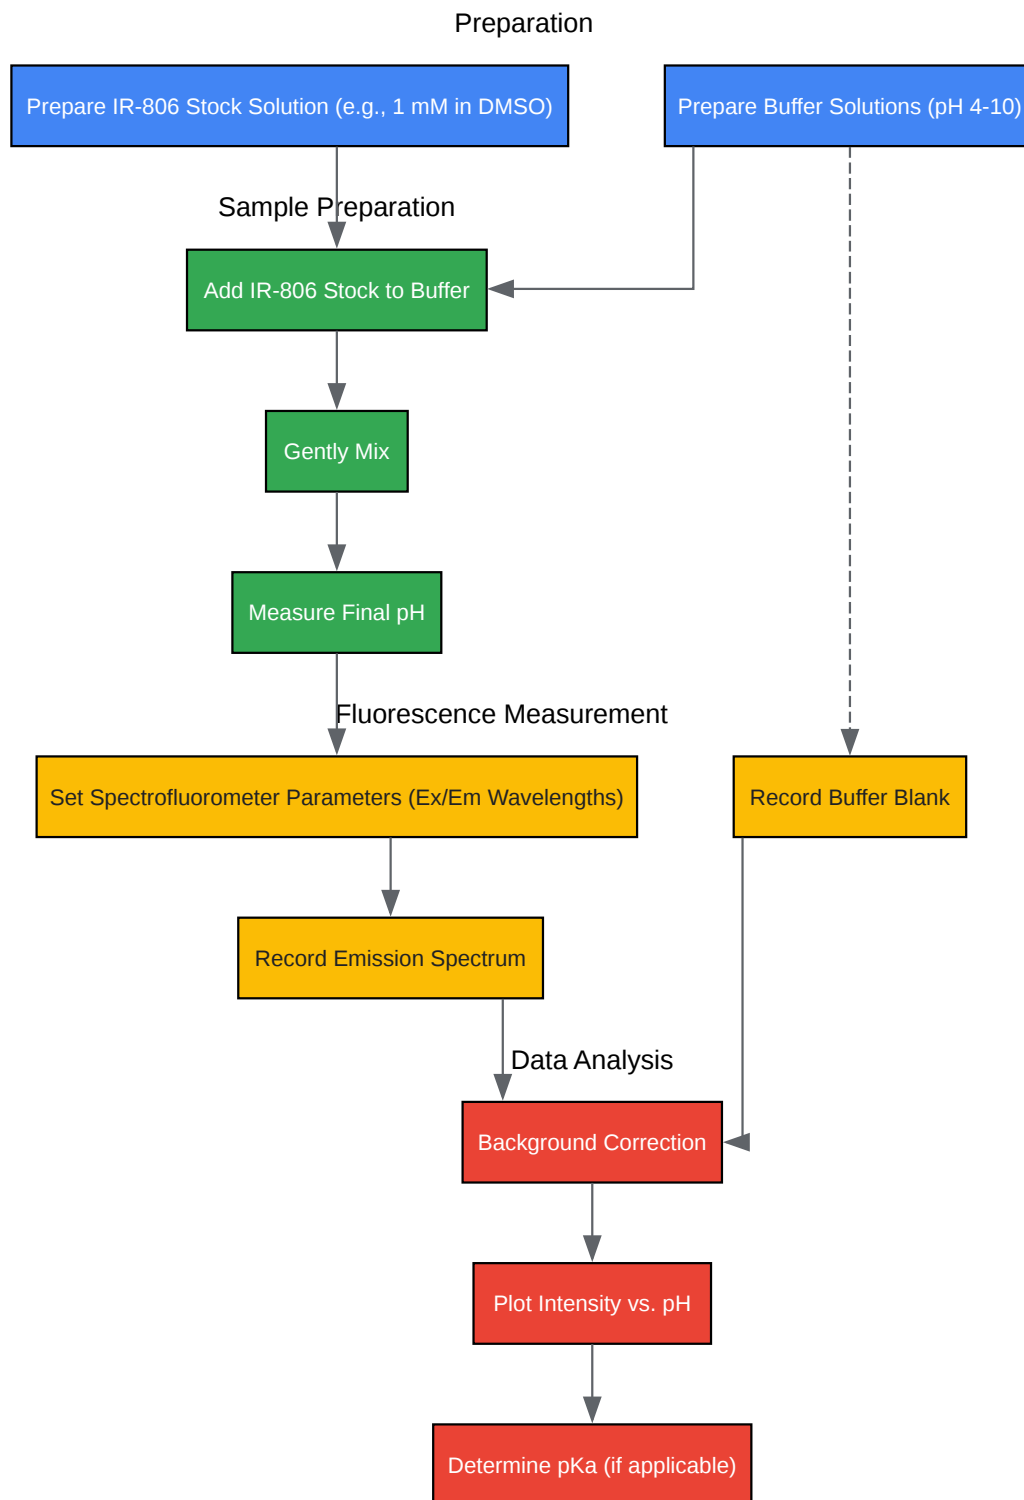 Preparation
Prepare IR-806 Stock Solution (e.g., 1 mM in DMSO)
Prepare Buffer Solutions (pH 4-10)
Sample Preparation
Add IR-806 Stock to Buffer
Gently Mix
Measure Final pH
Fluorescence Measurement
Set Spectrofluorometer Parameters (Ex/Em Wavelengths)
Record Buffer Blank
Record Emission Spectrum
Data Analysis
Background Correction
Plot Intensity vs. pH
Determine pKa (if applicable)